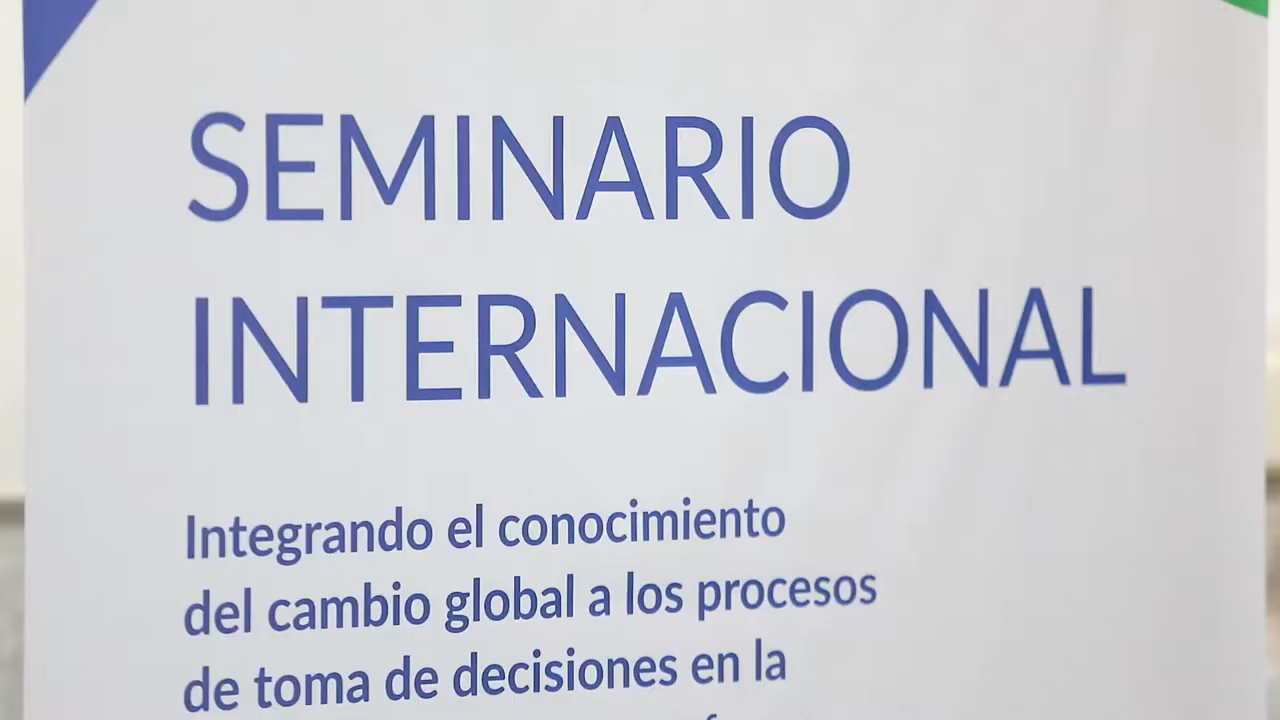 SEMINARIO
INTERNACIONAL
Integrando el conocimiento
del cambio global a los procesos
de toma de decisiones en la